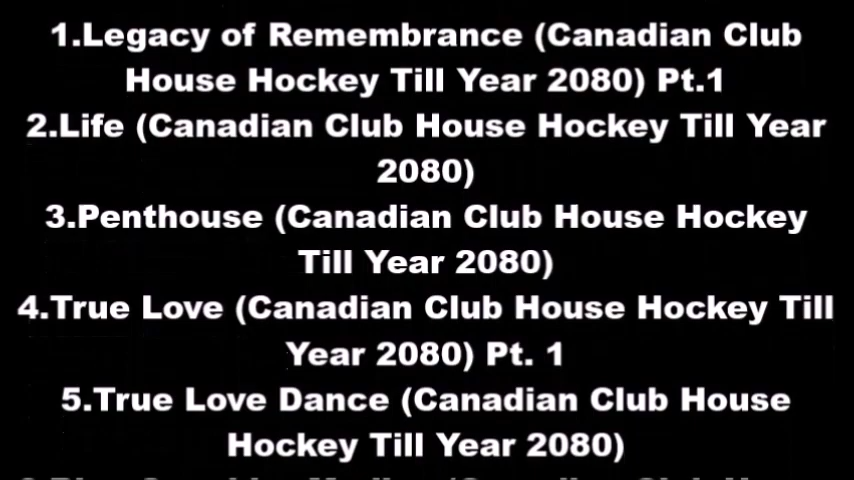 1.Legacy of Remembrance (Canadian Club
House Hockey Till Year 2080) Pt.1
2.Life (Canadian Club House Hockey Till Year
2080)
3.Penthouse (Canadian Club House Hockey
Till Year 2080)
4.True Love (Canadian Club House Hockey Till
Year 2080) Pt. 1
5.True Love Dance (Canadian Club House
Hockey Till Year 2080)